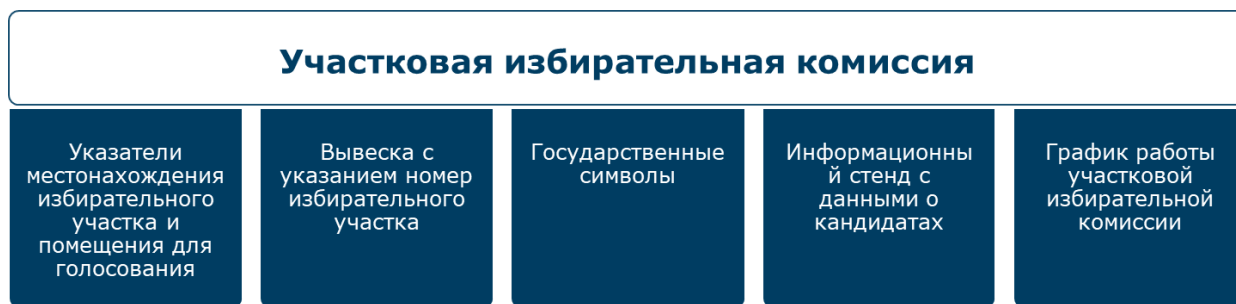 Участковая избирательная комиссия
Указатели
местонахождения
избирательного
участка и
помещения для
голосования
Вывеска с
указанием номер
избирательного
участка
Государственные
символы
Информационны
й стенд с
данными о
кандидатах
График работы
участковой
избирательной
комиссии